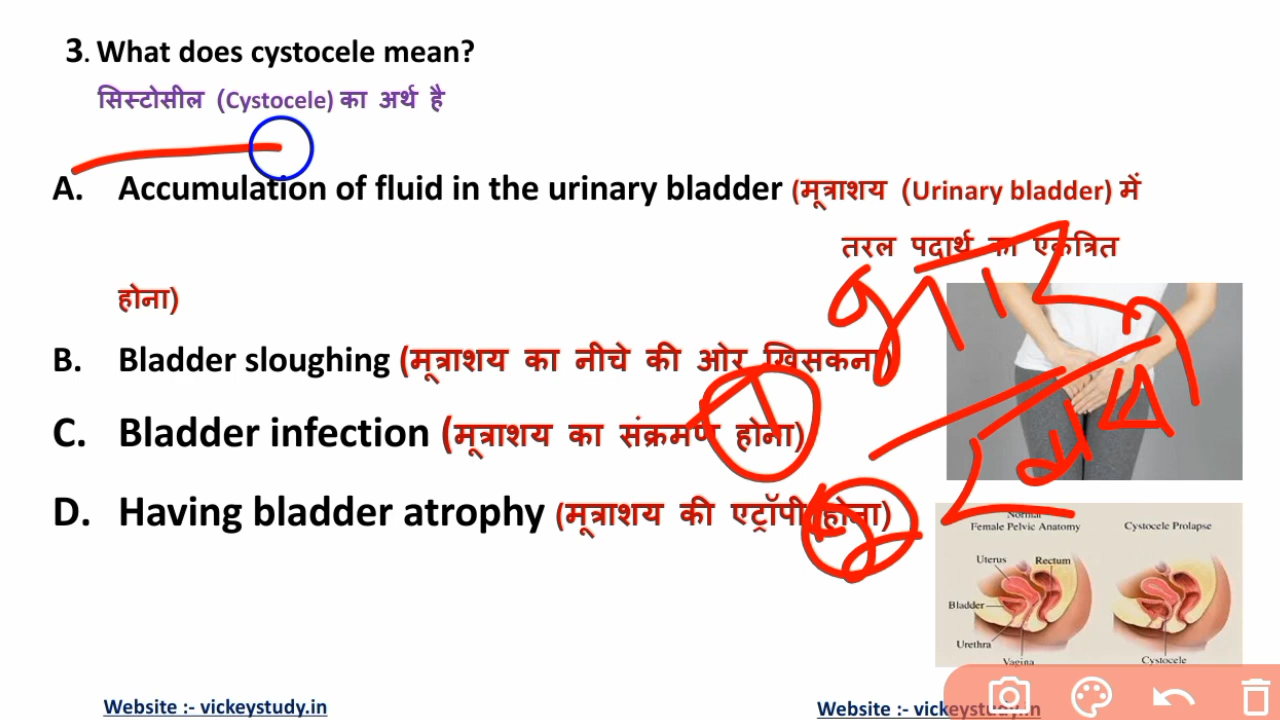 3. What does cystocele mean?
सिस्टोसील (Cystocele) का अर्थ है
A. Accumulation of fluid in the urinary bladder (मूत्राशय (Urinary bladder) में
तरल पदार्थ का एकत्रित
होना)
B. Bladder sloughing (मूत्राशय का नीचे की ओर खिसकना)
C. Bladder infection (मूत्राशय का संक्रमण होना)
D. Having bladder atrophy (मूत्राशय की एट्रॉपी होना)
Normal
Female Pelvic Anatomy
Cystocele Prolapse
Uterus
Rectum
Bladder
Urethra
Vagina
Cystocele
Website :- vickeystudy.in
Website :- vickeystudy.in